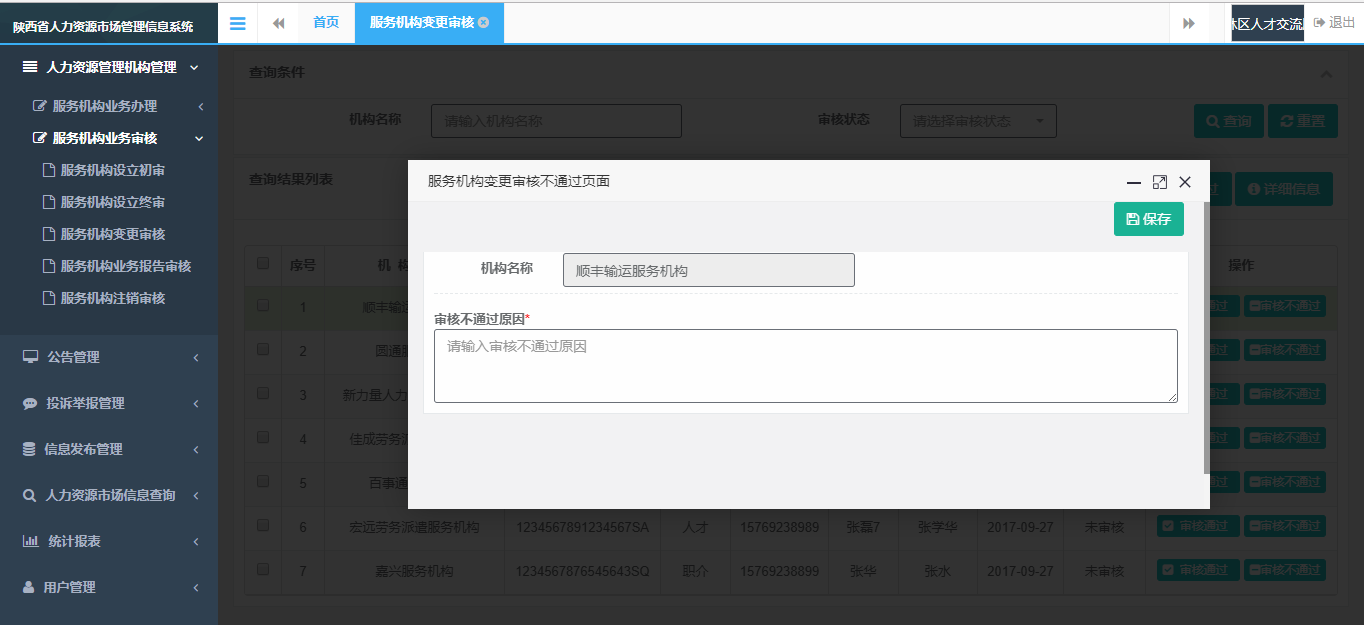 陕西省人力资源市场管理信息系统
首页
服务机构变更审核
区人才交流
退出
人力资源管理机构管理
服务机构业务办理
服务机构业务审核
服务机构设立初审
服务机构设立终审
服务机构变更审核
服务机构业务报告审核
服务机构注销审核
公告管理
投诉举报管理
信息发布管理
人力资源市场信息查询
统计报表
用户管理
查询条件
机构名称 请输入机构名称 审核状态 请选择审核状态 查询 重置
查询结果列表 过 详细信息
服务机构变更审核不通过页面
保存
机构名称 顺丰输运服务机构
审核不通过原因*
请输入审核不通过原因
序号 机 构 操作
1 顺丰输运 通过 审核不通过
2 圆通服 通过 审核不通过
3 新力量人力 通过 审核不通过
4 佳成劳务派 通过 审核不通过
5 百事通 通过 审核不通过
6 宏远劳务派遣服务机构 1234567891234567SA 人才 15769238989 张磊7 张学华 2017-09-27 未审核 审核通过 审核不通过
7 嘉兴服务机构 1234567876545643SQ 职介 15769238899 张华 张水 2017-09-27 未审核 审核通过 审核不通过